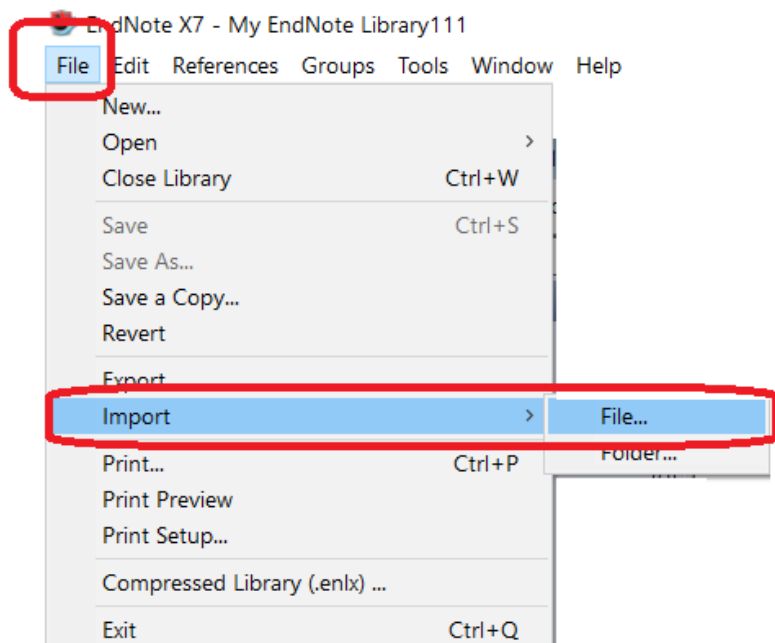 EndNote X7 - My EndNote Library111
File Edit References Groups Tools Window Help
New...
Open >
Close Library Ctrl+W
Save Ctrl+S
Save As...
Save a Copy...
Revert
Export...
Import > File...
Folder...
Print... Ctrl+P
Print Preview
Print Setup...
Compressed Library (.enlx) ...
Exit Ctrl+Q